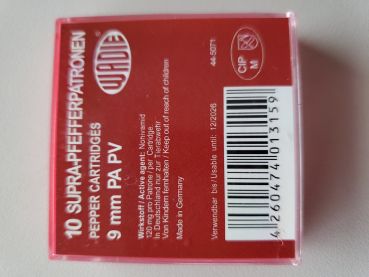 10 SUPRA-PFEFFERPATRONEN
PEPPER CARTRIDGES
9 mm PA PV
WADIE
Wirkstoff / Active agent: Nonivamid
120 mg pro Patrone / per Cartridge
In Deutschland nur zur Tierabwehr
Von Kindern fernhalten / Keep out of reach of children
Made in Germany
44-5071
CIP
M
Verwendbar bis / Usable until: 12/2026
4 260474 013159